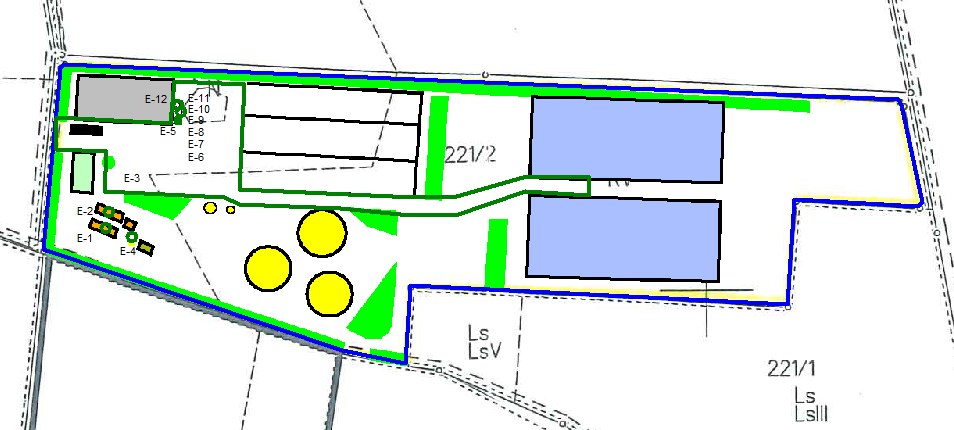 E-12
E-11
E-10
E-9
E-5
E-8
E-7
E-6
221/2
E-3
E-2
E-1
E-4
Ls
LsV
221/1
Ls
LsIII